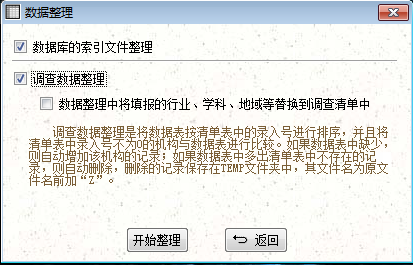 数据整理
数据库的索引文件整理
调查数据整理
数据整理中将填报的行业、学科、地域等替换到调查清单中
调查数据整理是将数据表按清单表中的录入号进行排序，并且将
清单表中录入号不为0的机构与数据表进行比较。如果数据表中缺少，
则自动增加该机构的记录；如果数据表中多出清单表中不存在的记
录，则自动删除，删除的记录保存在TEMP文件夹中，其文件名为原文
件名前加“Z”。
开始整理
返回